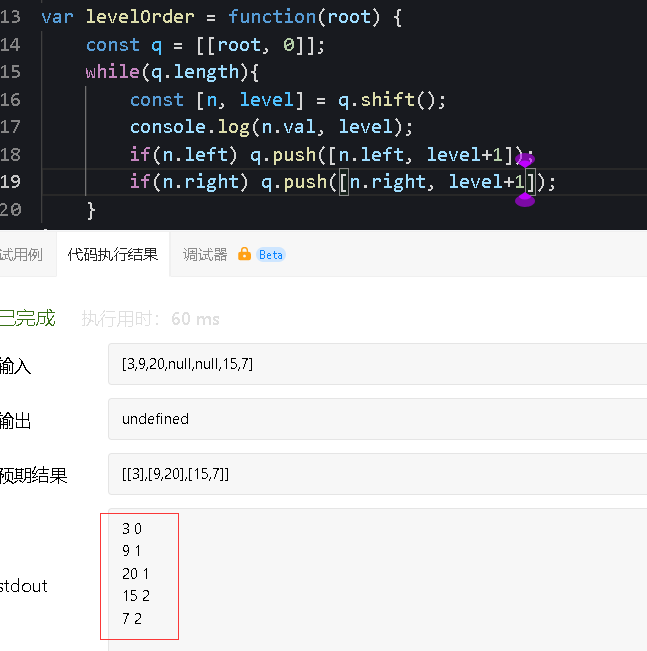 13 var levelOrder = function(root) {
14 const q = [[root, 0]];
15 while(q.length){
16 const [n, level] = q.shift();
17 console.log(n.val, level);
18 if(n.left) q.push([n.left, level+1]);
19 if(n.right) q.push([n.right, level+1]);
20 }
试用例 代码执行结果 调试器 Beta
已完成 执行用时: 60 ms
输入 [3,9,20,null,null,15,7]
输出 undefined
预期结果 [[3],[9,20],[15,7]]
3 0
9 1
20 1
stdout 15 2
7 2